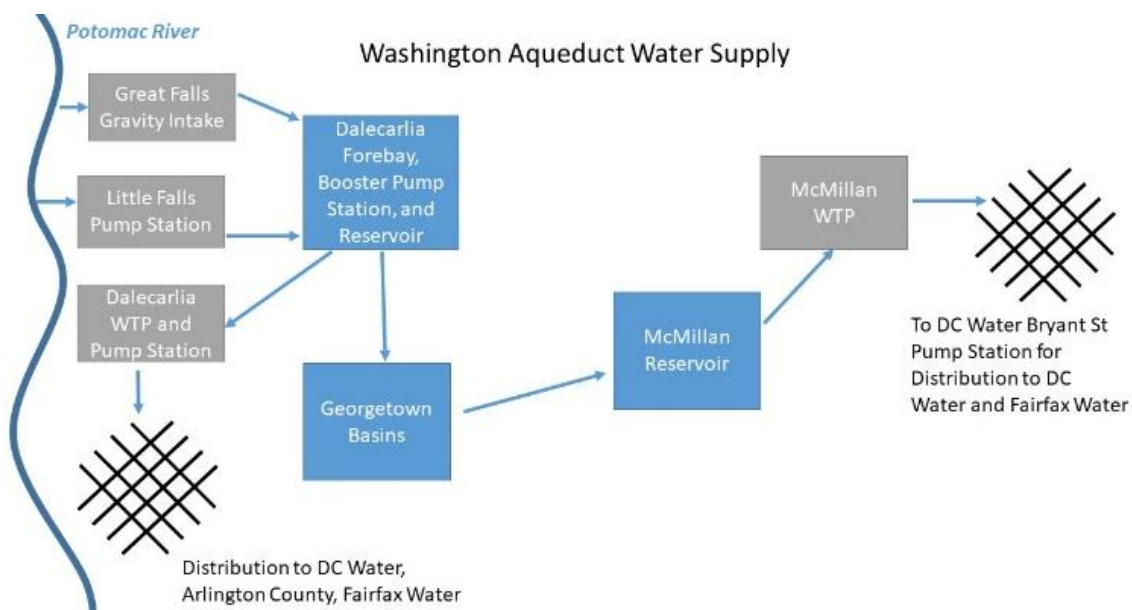 Potomac River
Washington Aqueduct Water Supply
Great Falls
Gravity Intake
Dalecarlia
Forebay,
Booster Pump
Station, and
Reservoir
Little Falls
Pump Station
McMillan
WTP
Dalecarlia
WTP and
Pump Station
McMillan
Reservoir
To DC Water Bryant St
Pump Station for
Distribution to DC
Water and Fairfax Water
Georgetown
Basins
Distribution to DC Water,
Arlington County, Fairfax Water